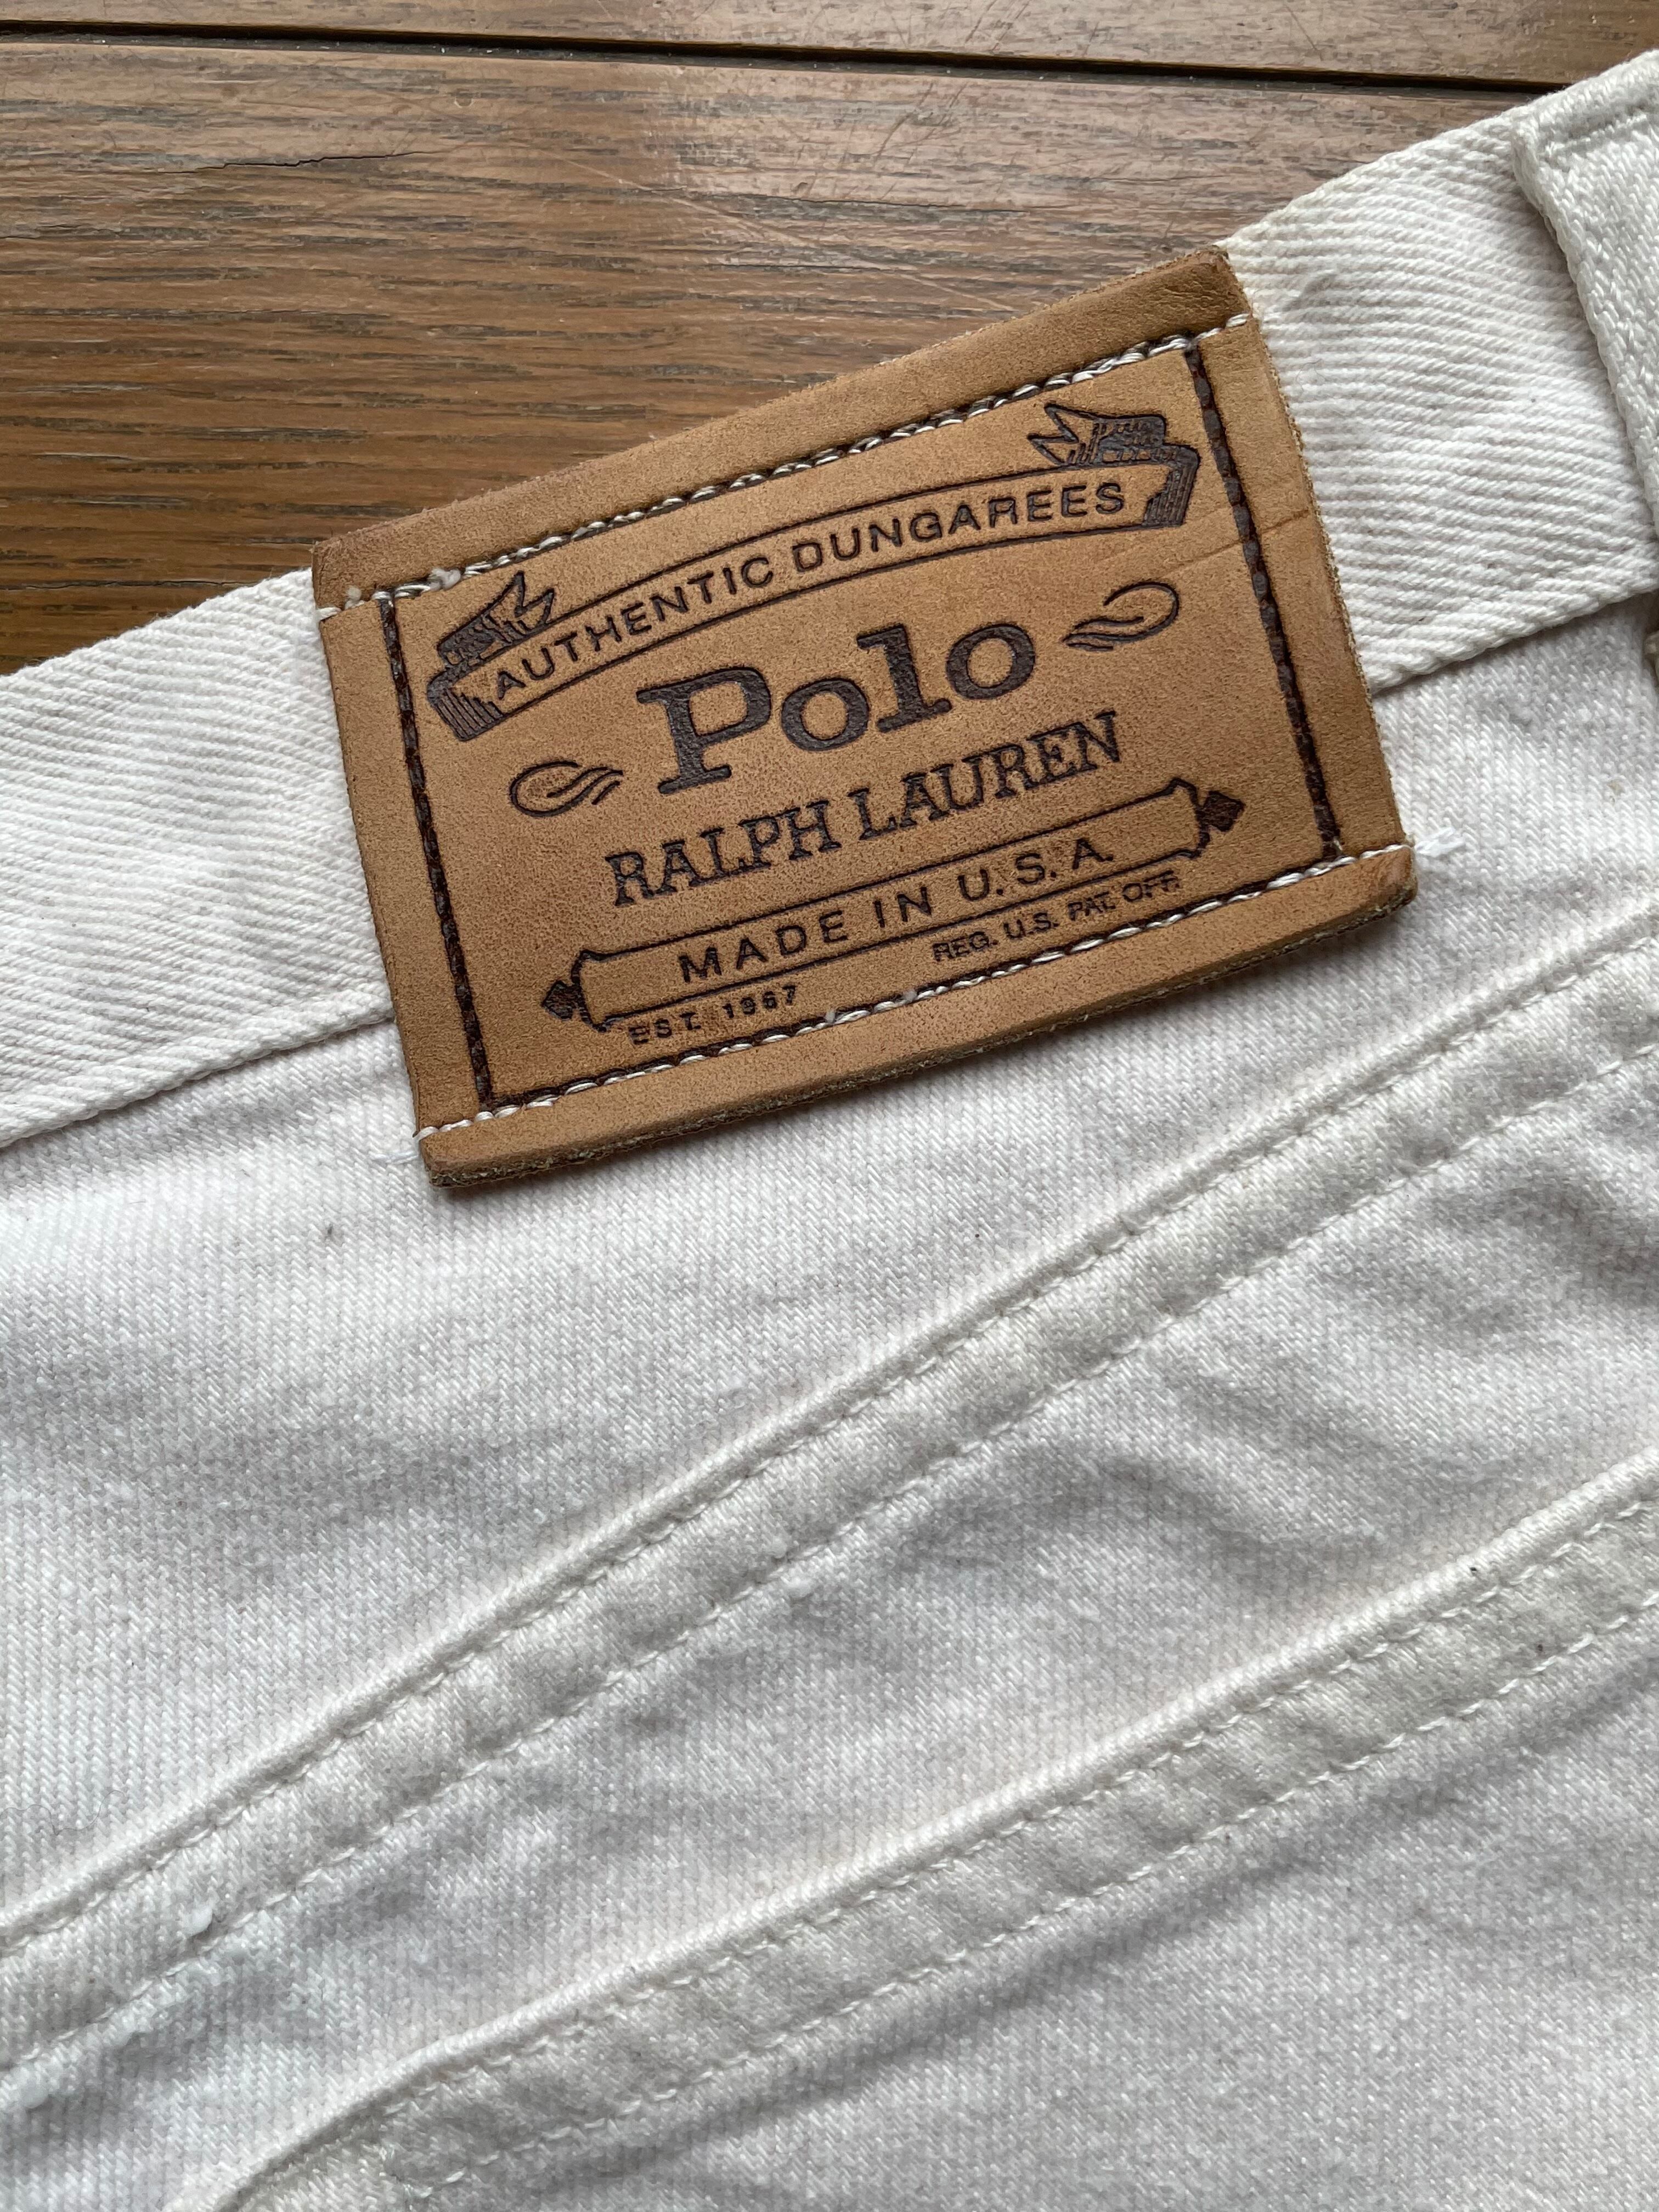 AUTHENTIC DUNGAREES
Polo
RALPH LAUREN
MADE IN U.S.A.
EST. 1967 REG. U.S. PAT. OFF.